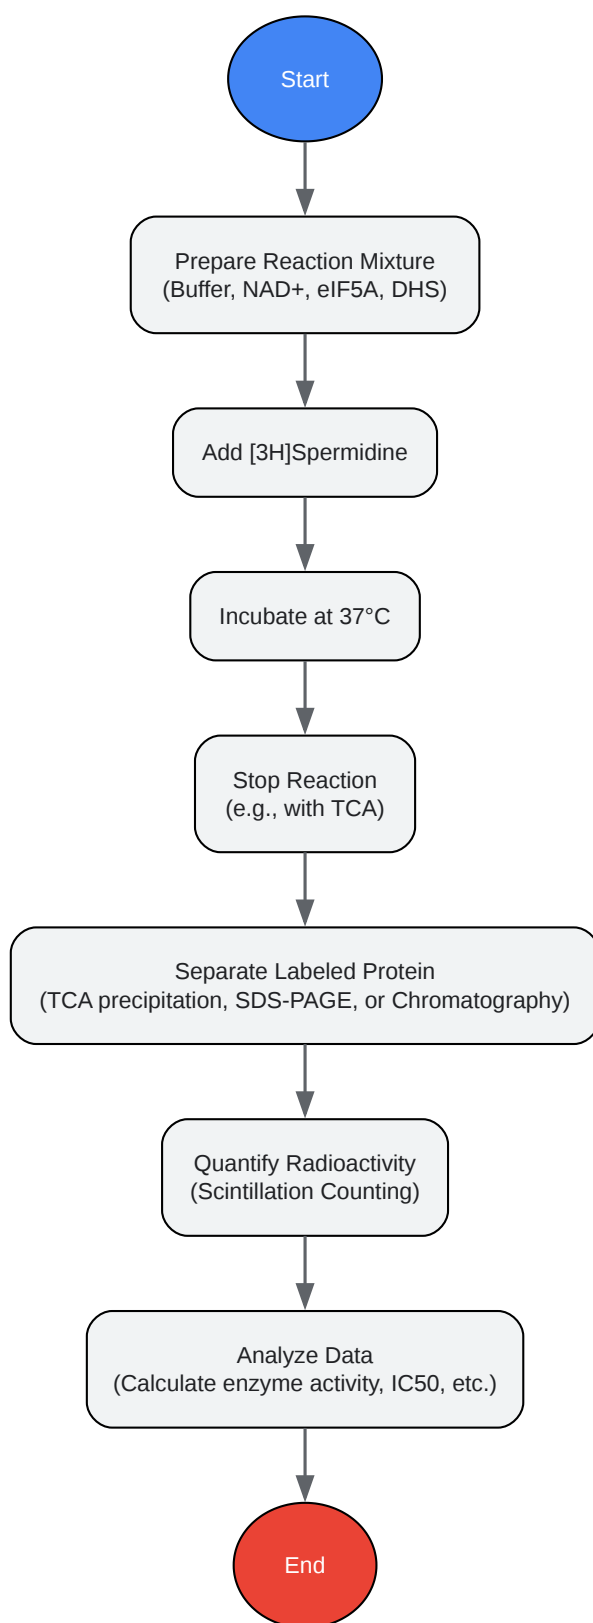 Start
Prepare Reaction Mixture
(Buffer, NAD+, eIF5A, DHS)
Add [3H]Spermidine
Incubate at 37°C
Stop Reaction
(e.g., with TCA)
Separate Labeled Protein
(TCA precipitation, SDS-PAGE, or Chromatography)
Quantify Radioactivity
(Scintillation Counting)
Analyze Data
(Calculate enzyme activity, IC50, etc.)
End